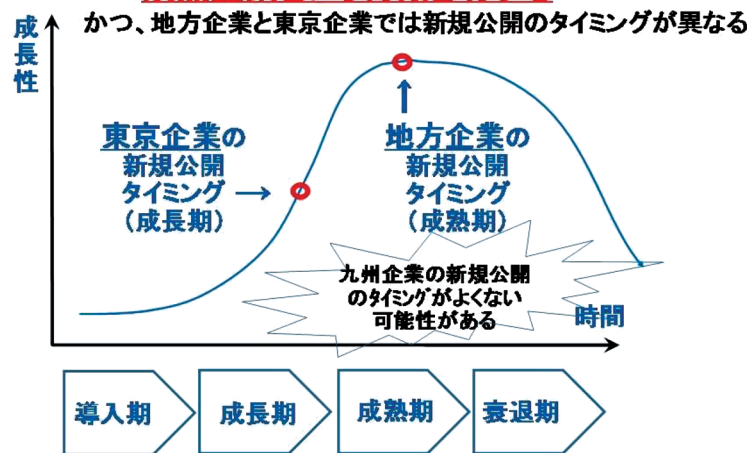 かつ、地方企業と東京企業では新規公開のタイミングが異なる
成長性
東京企業の
新規公開
タイミング →
(成長期)
↑
地方企業の
新規公開
タイミング
(成熟期)
九州企業の新規公開
のタイミングがよくない
可能性がある
時間
導入期
成長期
成熟期
衰退期